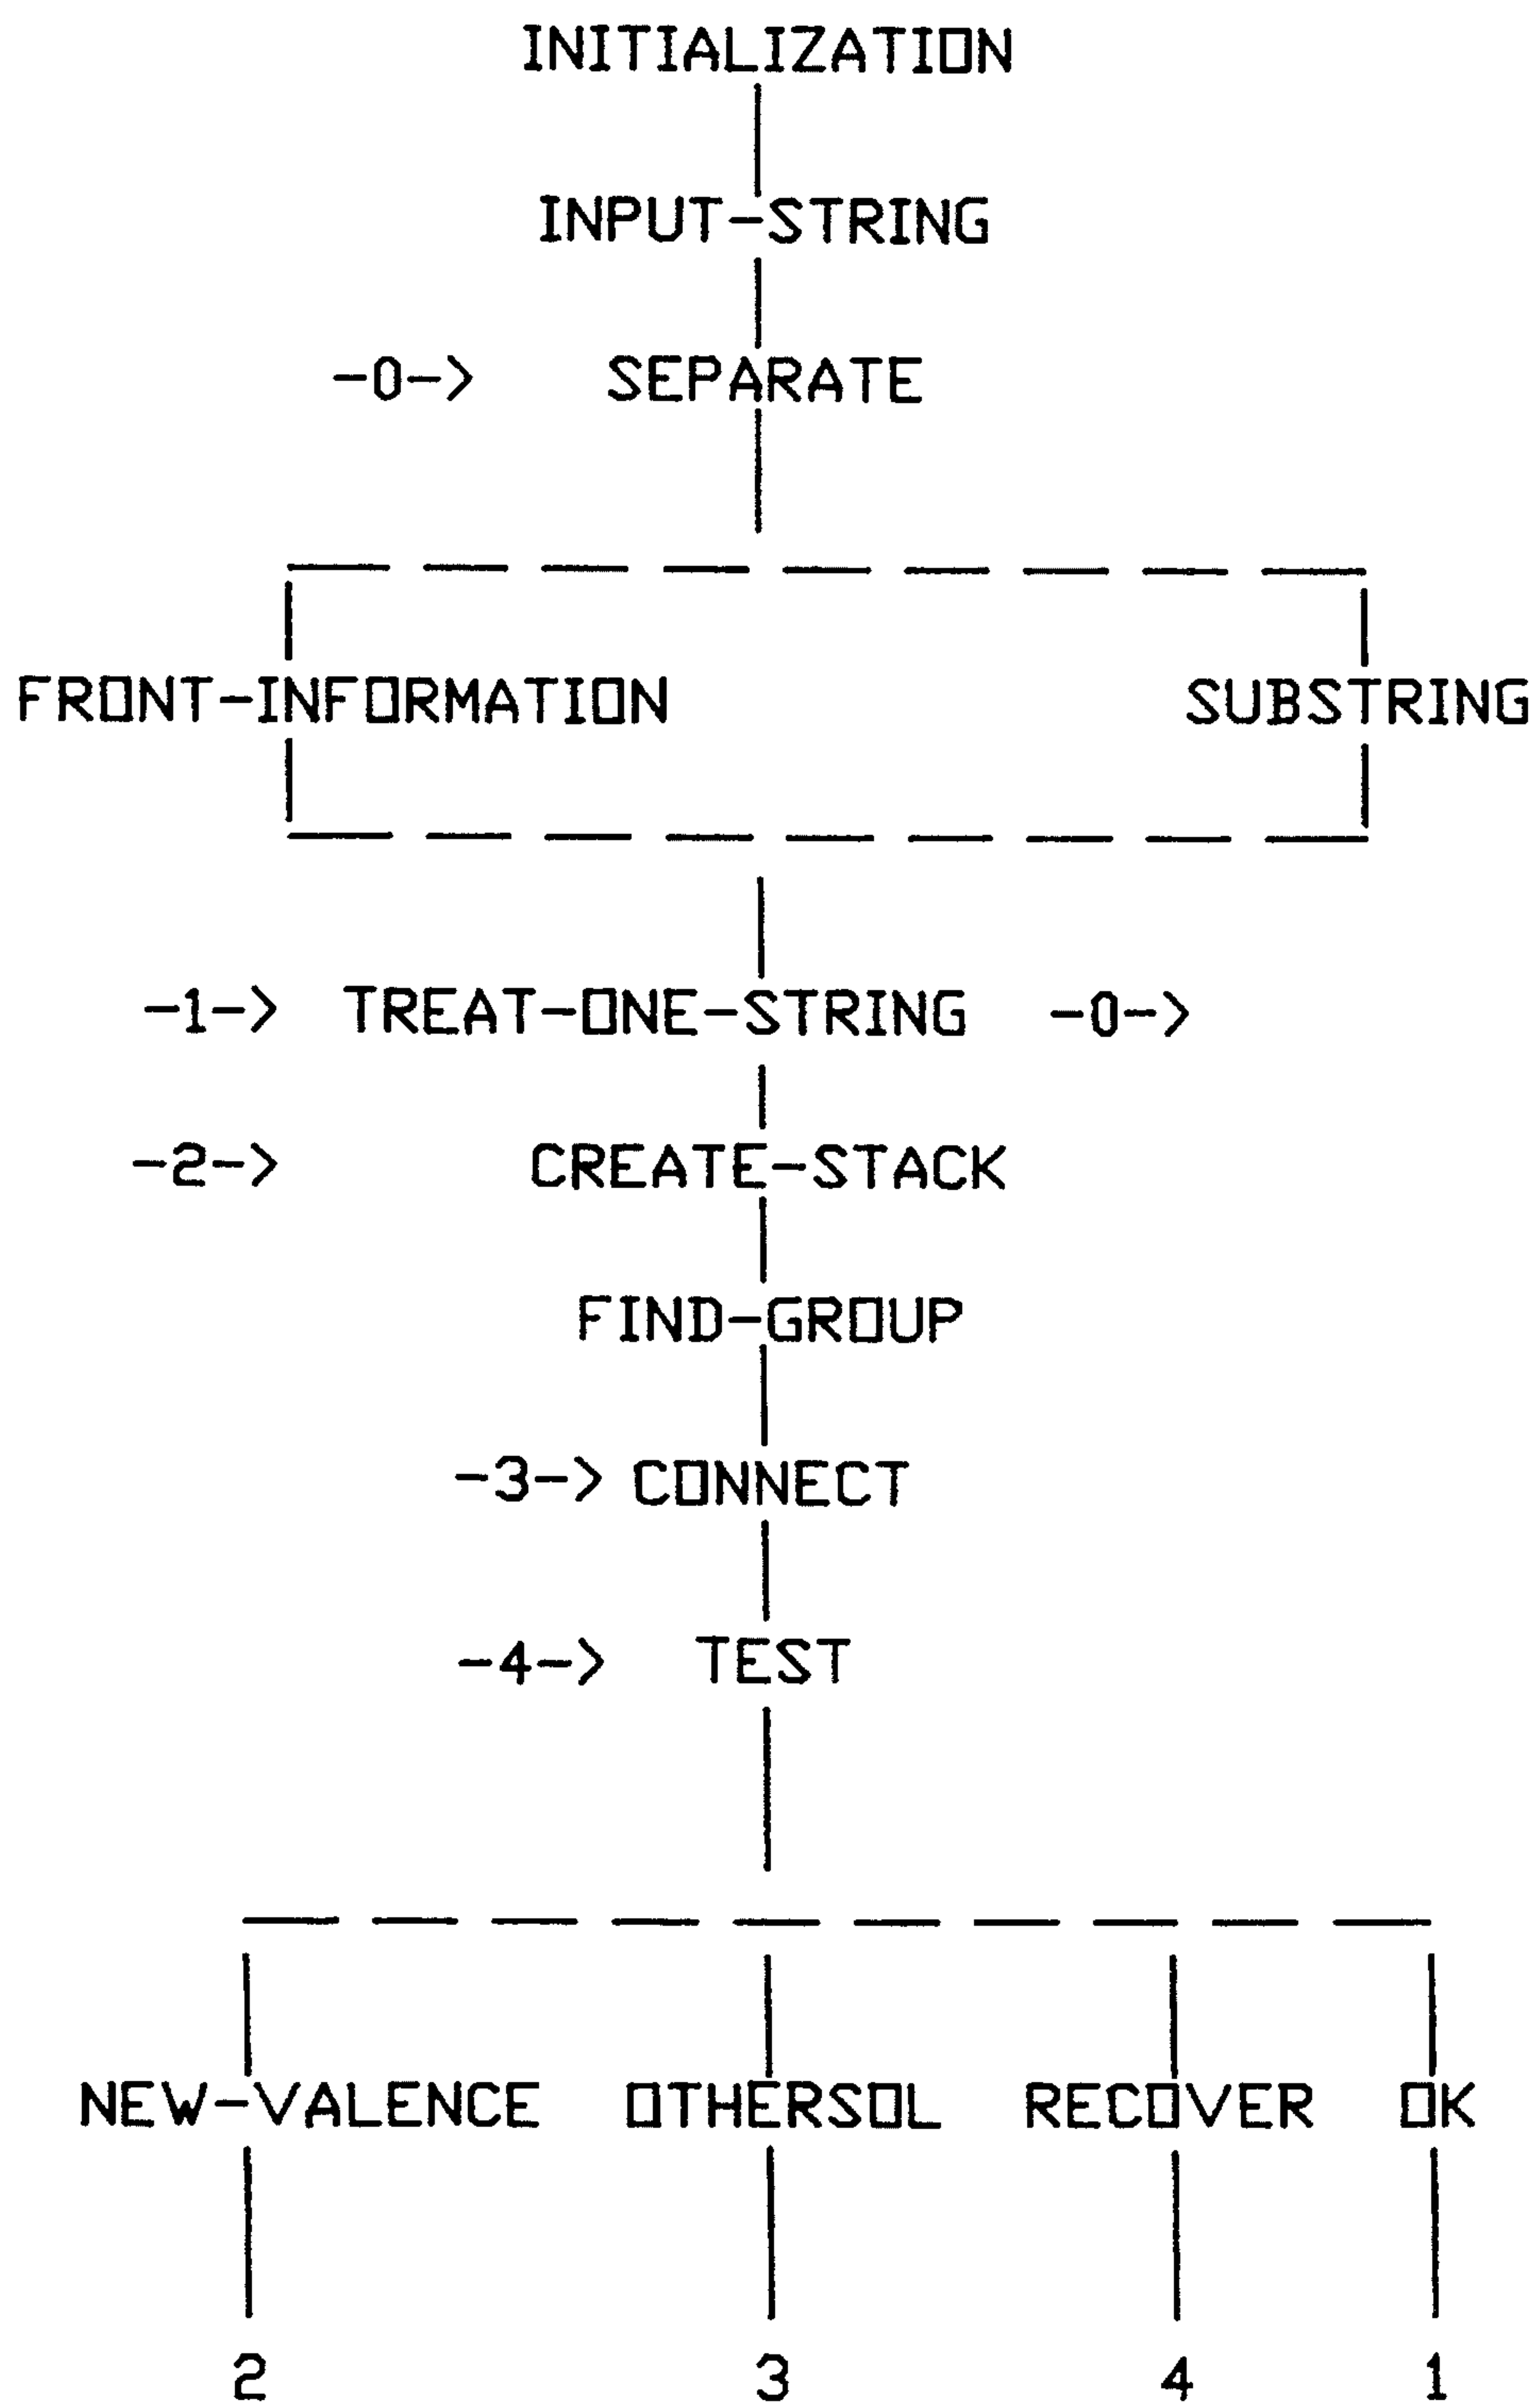 INITIALIZATION
INPUT-STRING
-0-> SEPARATE
FRONT-INFORMATION SUBSTRING
-1-> TREAT-ONE-STRING -0->
-2-> CREATE-STACK
FIND-GROUP
-3-> CONNECT
-4-> TEST
NEW-VALENCE OTHERSOL RECOVER OK
2 3 4 1